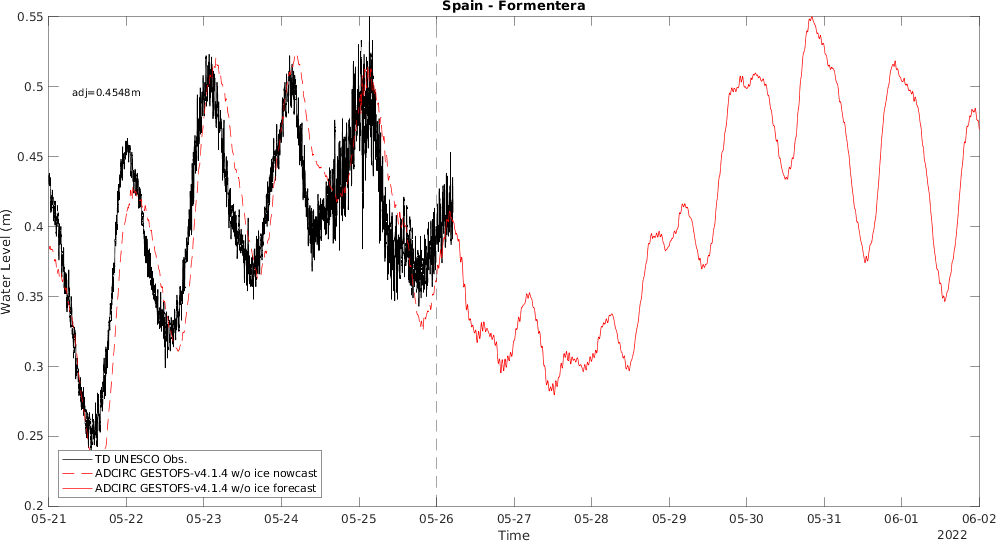 Spain - Formentera
0.55
0.5
adj=0.4548m
0.45
0.4
Water Level (m)
0.35
0.3
0.25
0.2
TD UNESCO Obs.
ADCIRC GESTOFS-v4.1.4 w/o ice nowcast
ADCIRC GESTOFS-v4.1.4 w/o ice forecast
05-21 05-22 05-23 05-24 05-25 05-26 05-27 05-28 05-29 05-30 05-31 06-01 06-02
Time
2022